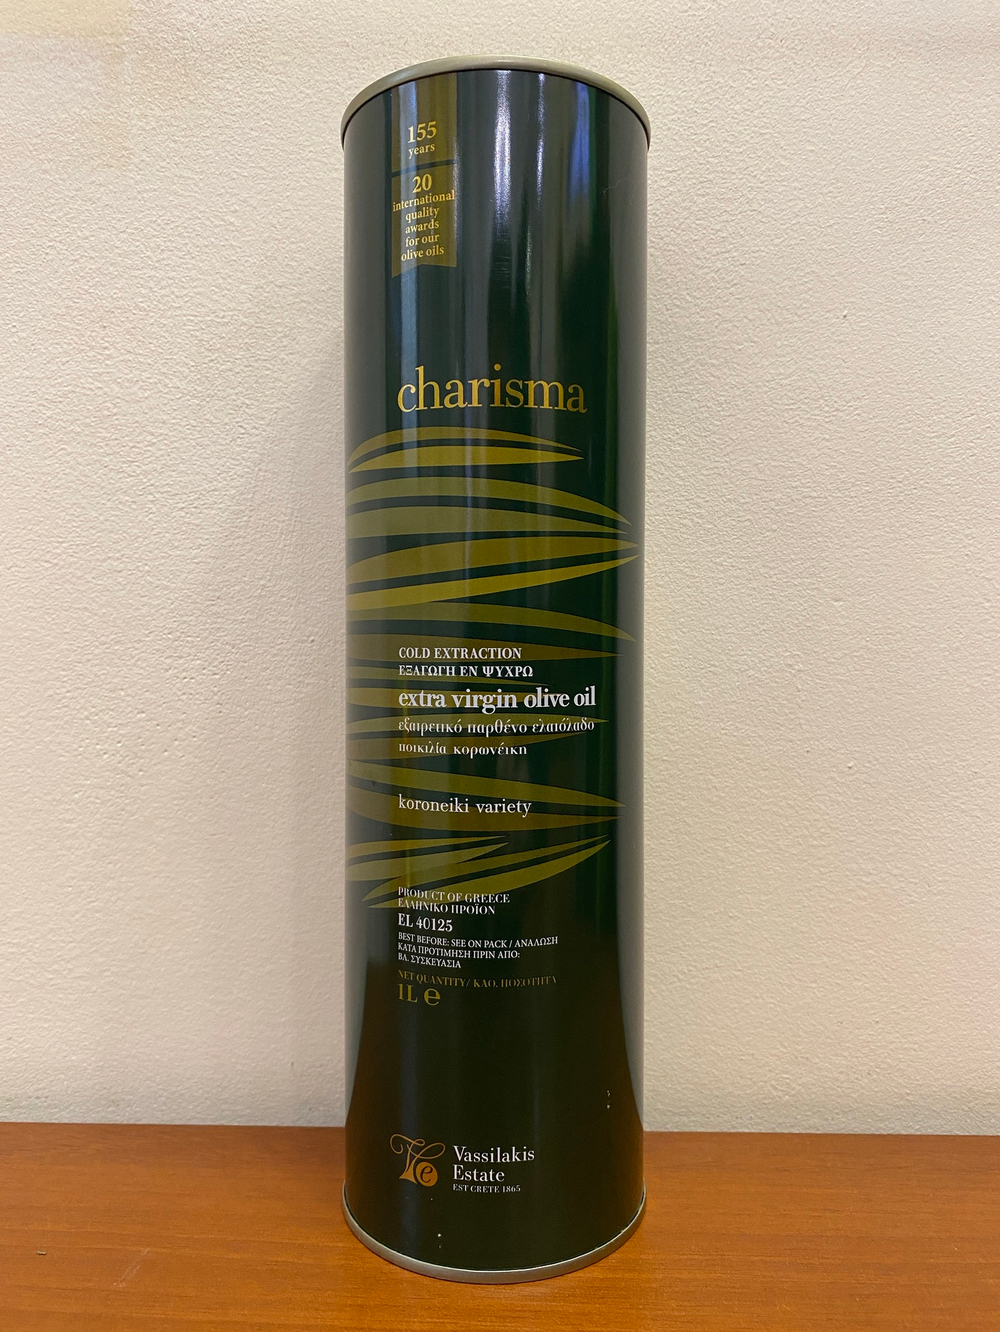 155
years
20
international
quality
awards
for our
olive oils
charisma
COLD EXTRACTION
ΕΞΑΓΩΓΗ ΕΝ ΨΥΧΡΩ
extra virgin olive oil
εξαιρετικό παρθένο ελαιόλαδο
ποικιλία κορωνέικη
koroneiki variety
PRODUCT OF GREECE
ΕΛΛΗΝΙΚΟ ΠΡΟΪΟΝ
EL 40125
BEST BEFORE: SEE ON PACK / ΑΝΑΛΩΣΗ
ΚΑΤΑ ΠΡΟΤΙΜΗΣΗ ΠΡΙΝ ΑΠΟ:
ΒΛ. ΣΥΣΚΕΥΑΣΙΑ
NET QUANTITY/ ΚΑΘ. ΠΟΣΟΤΗΤΑ
1L ℮
Ve
Vassilakis
Estate
EST CRETE 1865